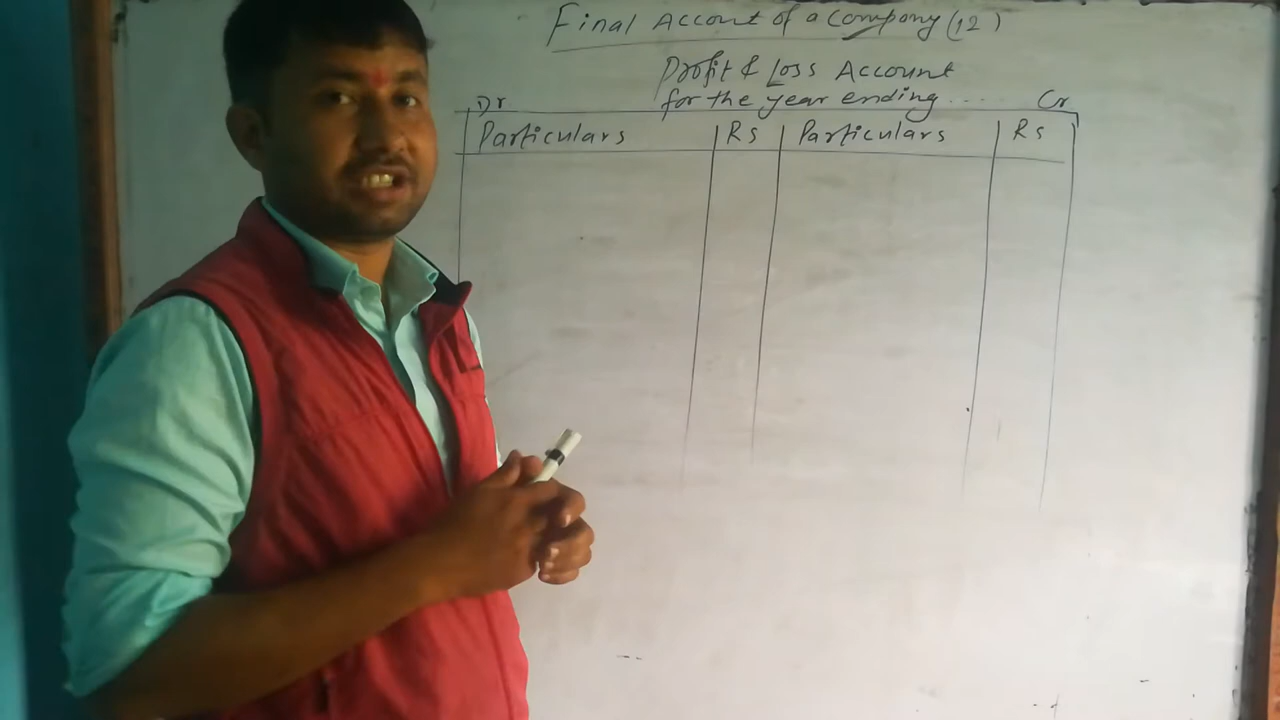 Final Account of a Company (12)
Profit & Loss Account
for the year ending....
Dr Cr
Particulars Rs Particulars Rs